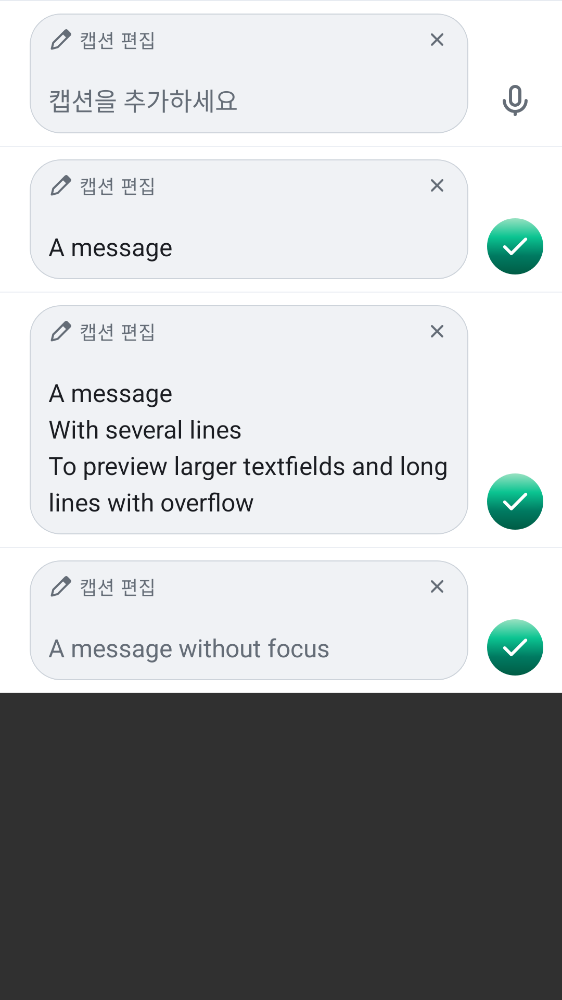 캡션 편집
캡션을 추가하세요
캡션 편집
A message
캡션 편집
A message
With several lines
To preview larger textfields and long
lines with overflow
캡션 편집
A message without focus